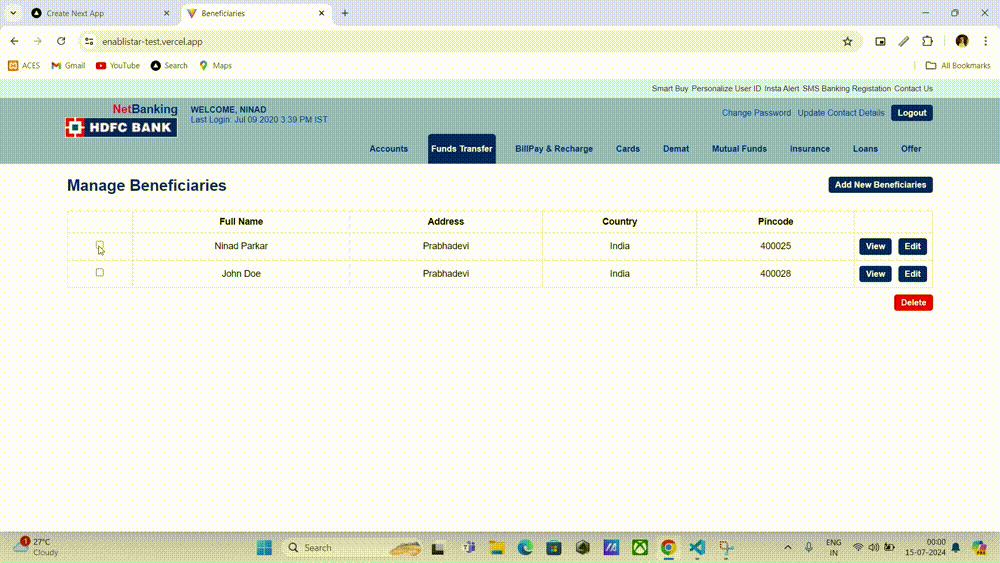 Create Next App
Beneficiaries
enablistar-test.vercel.app
ACES Gmail YouTube Search Maps All Bookmarks
Smart Buy Personalize User ID Insta Alert SMS Banking Registation Contact Us
NetBanking
HDFC BANK
WELCOME, NINAD
Last Login: Jul 09 2020 3.39 PM IST
Change Password Update Contact Details Logout
Accounts Funds Transfer BillPay & Recharge Cards Demat Mutual Funds Insurance Loans Offer
Manage Beneficiaries Add New Beneficiaries
Full Name Address Country Pincode
Ninad Parkar Prabhadevi India 400025 View Edit
John Doe Prabhadevi India 400028 View Edit
Delete
1
27°C
Cloudy
Search
ENG
IN
00:00
15-07-2024